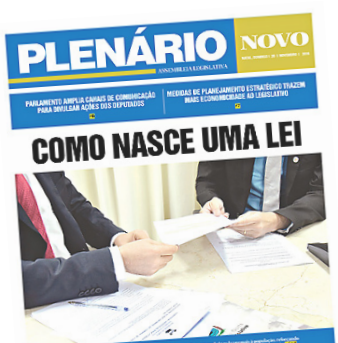 PLENÁRIO NOVO
ASSEMBLEIA LEGISLATIVA
PARLAMENTO AMPLIA CANAIS DE COMUNICAÇÃO
PARA DIVULGAR AÇÕES DOS DEPUTADOS
MEDIDAS DE PLANEJAMENTO ESTRATÉGICO TRAZEM
MAIS ECONOMICIDADE AO LEGISLATIVO
COMO NASCE UMA LEI